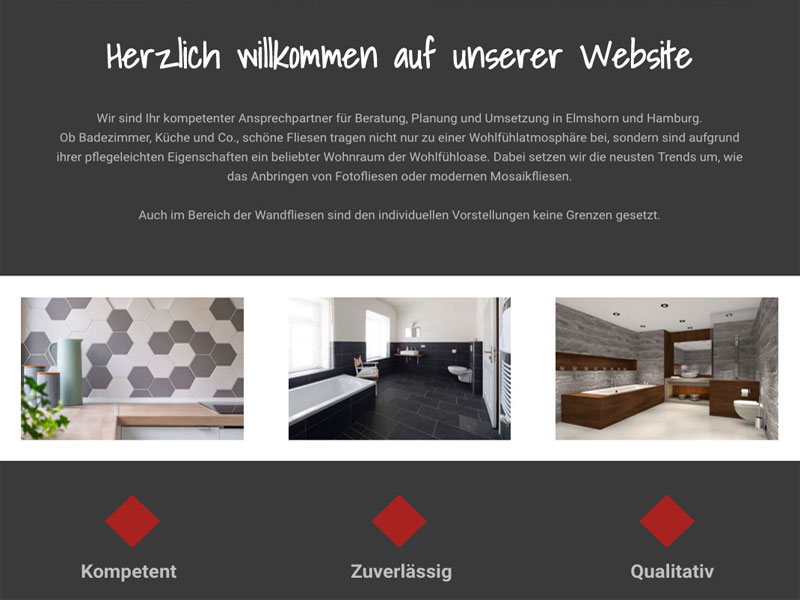 Herzlich willkommen auf unserer Website
Wir sind Ihr kompetenter Ansprechpartner für Beratung, Planung und Umsetzung in Elmshorn und Hamburg.
Ob Badezimmer, Küche und Co., schöne Fliesen tragen nicht nur zu einer Wohlfühlatmosphäre bei, sondern sind aufgrund
ihrer pflegeleichten Eigenschaften ein beliebter Wohnraum der Wohlfühloase. Dabei setzen wir die neusten Trends um, wie
das Anbringen von Fotofliesen oder modernen Mosaikfliesen.
Auch im Bereich der Wandfliesen sind den individuellen Vorstellungen keine Grenzen gesetzt.
Kompetent
Zuverlässig
Qualitativ